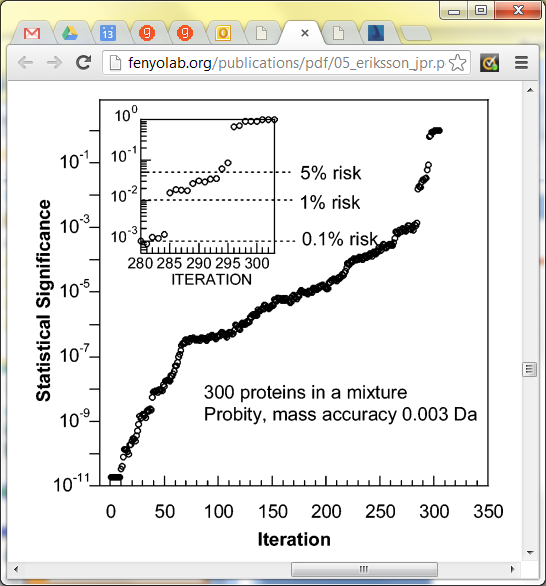 13
g
g
O
fenyolab.org/publications/pdf/05_eriksson_jpr.p
10^0
10^-1
10^-2
10^-3
5% risk
1% risk
0.1% risk
280 285 290 295 300
ITERATION
10^-1
10^-3
10^-5
10^-7
10^-9
10^-11
Statistical Significance
300 proteins in a mixture
Probity, mass accuracy 0.003 Da
0 50 100 150 200 250 300 350
Iteration